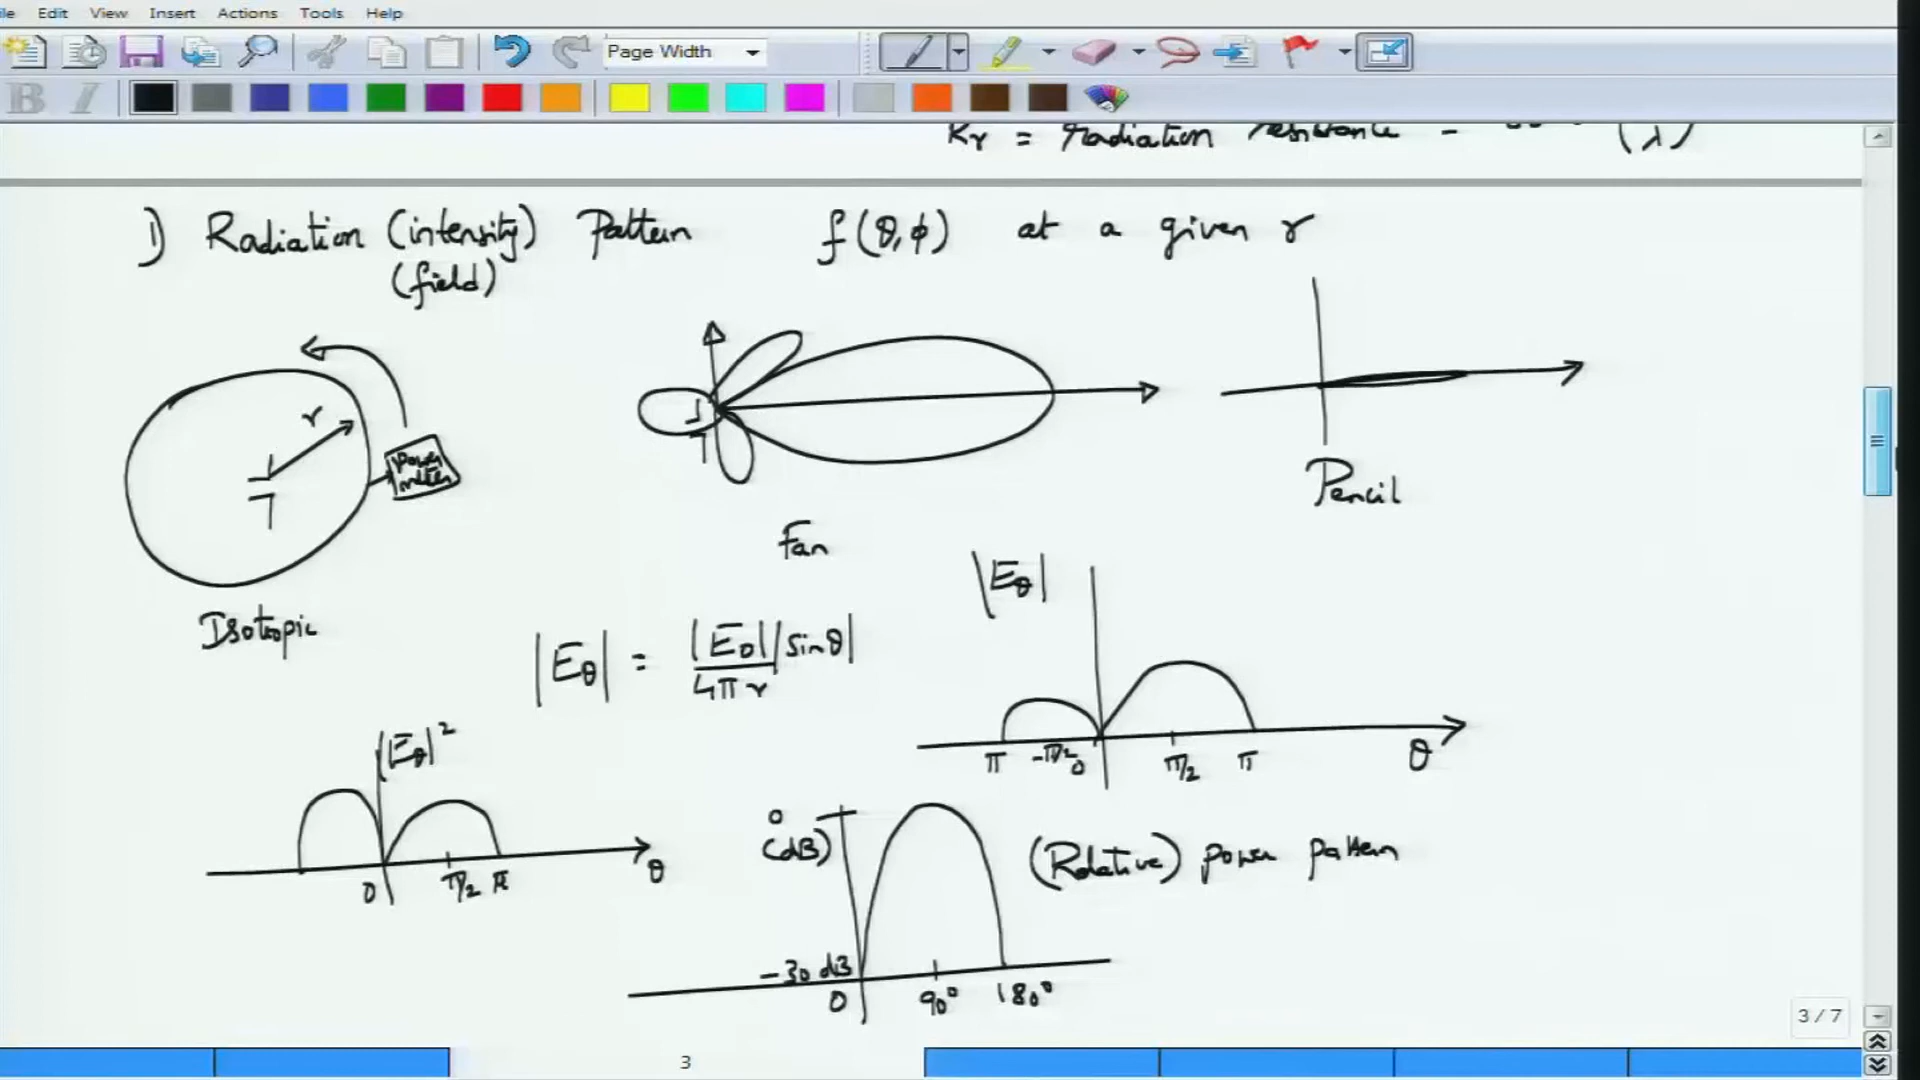 File Edit View Insert Actions Tools Help
Page Width
B I
= radiation resistance =
1) Radiation (intensity) Pattern f(θ,φ) at a given r
(field)
r
Power meter
Isotropic
Fan
Pencil
|Eθ| = |E0||sinθ| / 4πr
|Eθ|
π -π/2 0 π/2 π θ
|Eθ|²
0 π/2 π θ
0
(dB)
(Relative) power pattern
-30 dB
0 90° 180°
3 / 7
3